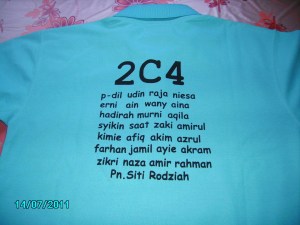 2C4
p-dil udin raja niesa
erni ain wany aina
hadirah murni aqila
syikin saat zaki amirul
kimie afiq akim azrul
farhan jamil ayie akram
zikri naza amir rahman
Pn.Siti Rodziah
14/07/2011